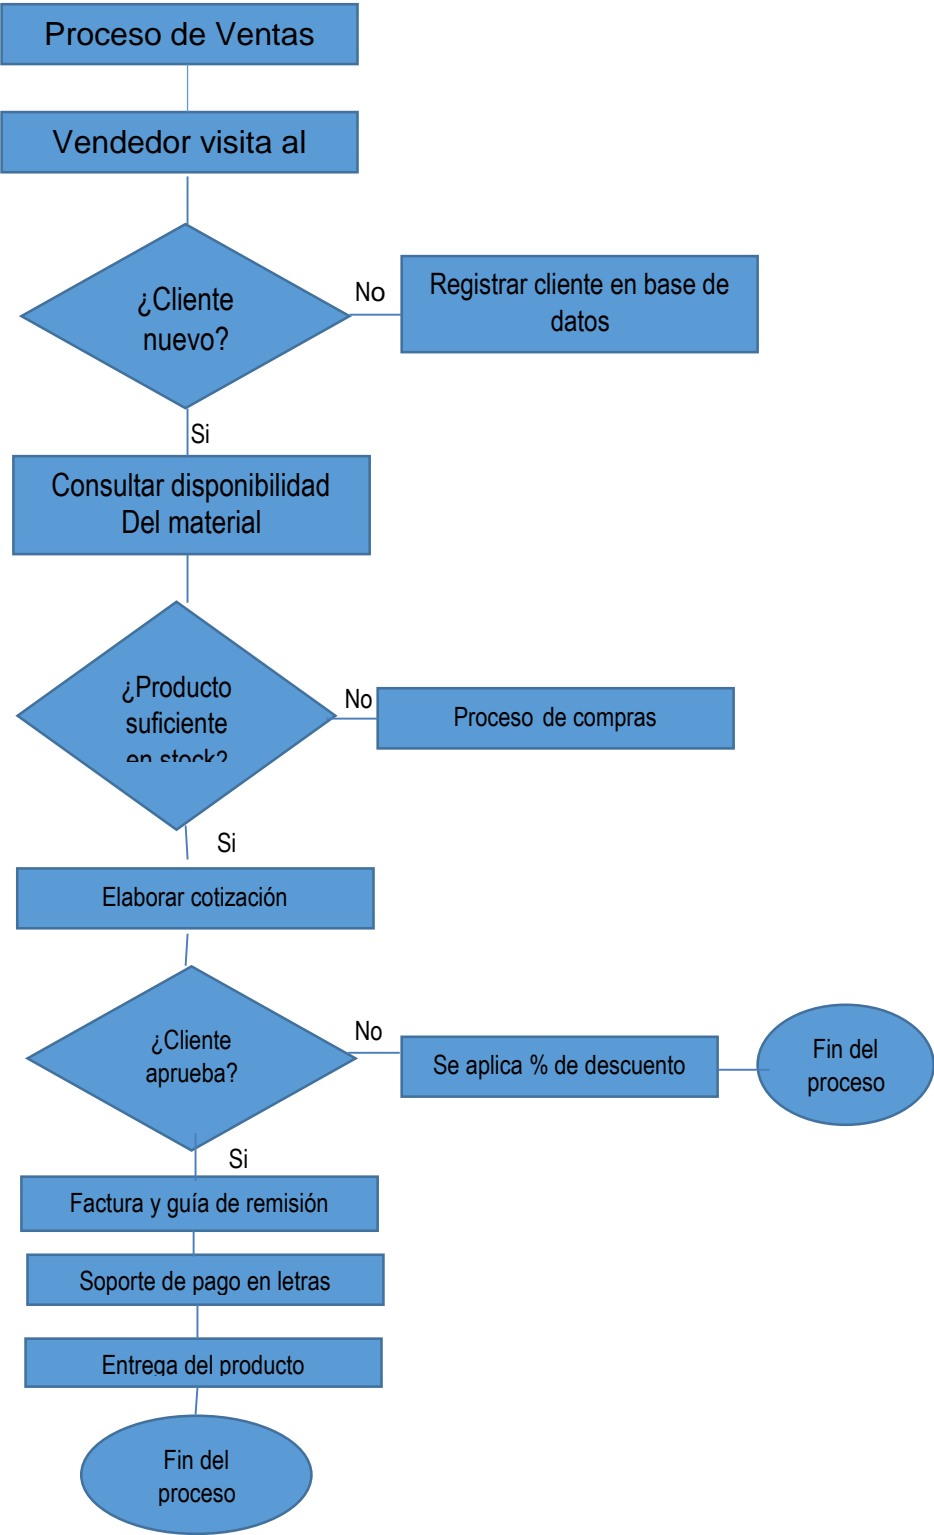 Proceso de Ventas
Vendedor visita al
¿Cliente
nuevo?
No
Registrar cliente en base de
datos
Si
Consultar disponibilidad
Del material
¿Producto
suficiente
en stock?
No
Proceso de compras
Si
Elaborar cotización
¿Cliente
aprueba?
No
Se aplica % de descuento
Fin del
proceso
Si
Factura y guía de remisión
Soporte de pago en letras
Entrega del producto
Fin del
proceso